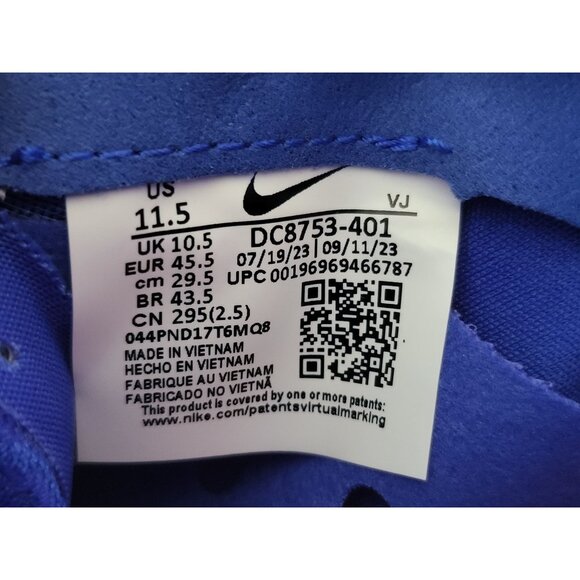 US
11.5
UK 10.5
EUR 45.5
cm 29.5
BR 43.5
CN 295(2.5)
044PND17T6MQ8
MADE IN VIETNAM
HECHO EN VIETNAM
FABRIQUE AU VIETNAM
FABRICADO NO VIETNÃ
VJ
DC8753-401
07/19/23 | 09/11/23
UPC 00196969466787
This product is covered by one or more patents:
www.nike.com/patentsvirtualmarking